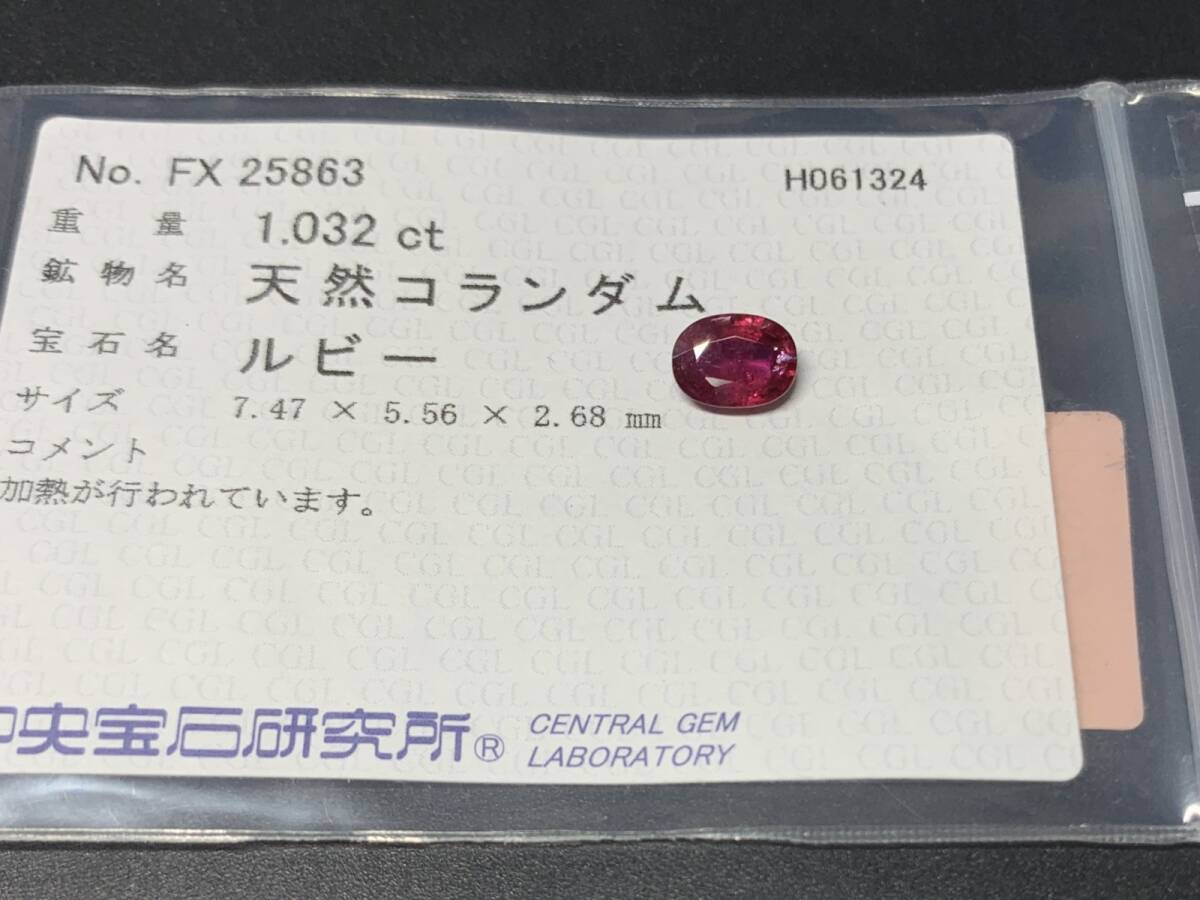 No. FX 25863
H061324
重量 1.032 ct
鉱物名 天然コランダム
宝石名 ルビー
サイズ 7.47 × 5.56 × 2.68 mm
コメント
加熱が行われています。
中央宝石研究所® CENTRAL GEM
LABORATORY